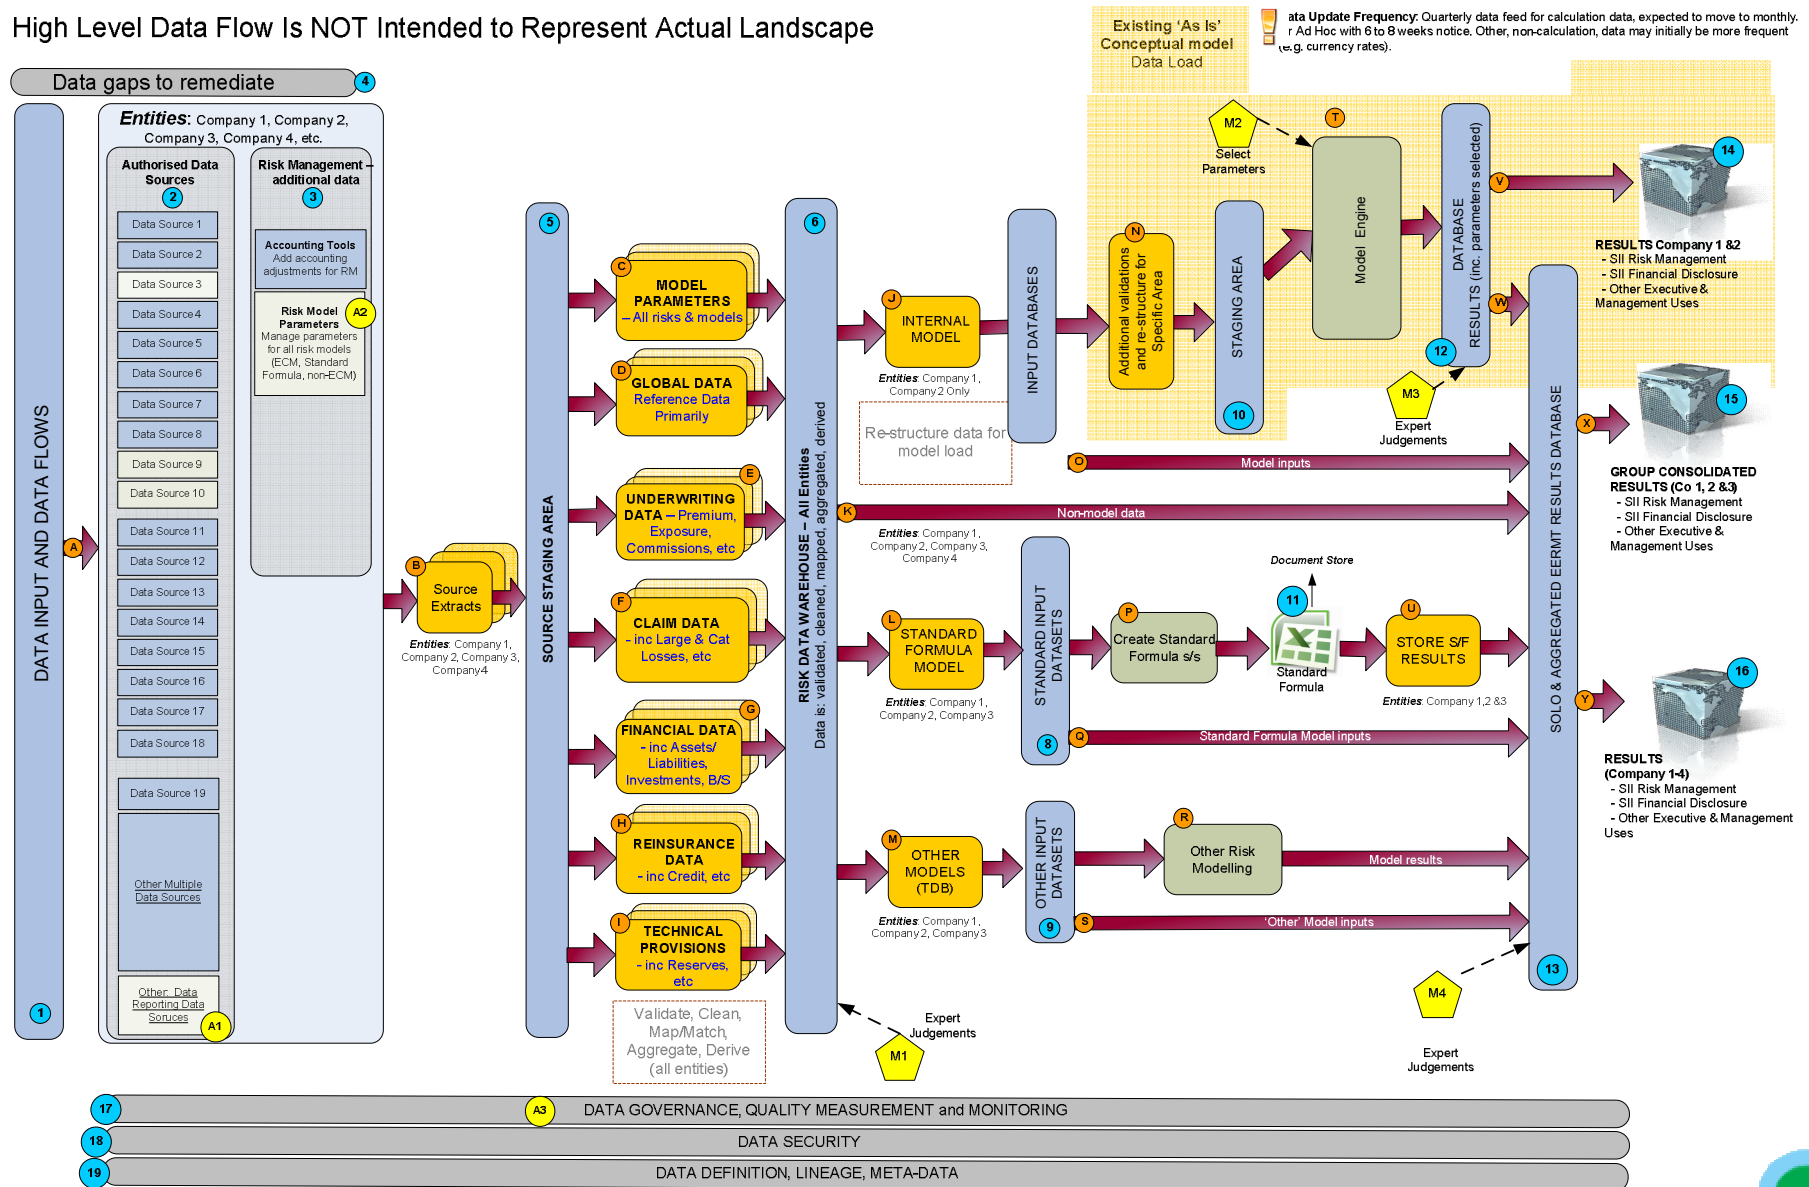 High Level Data Flow Is NOT Intended to Represent Actual Landscape
Existing ‘As Is’
Conceptual model
Data Load
ata Update Frequency: Quarterly data feed for calculation data, expected to move to monthly.
r Ad Hoc with 6 to 8 weeks notice. Other, non-calculation, data may initially be more frequent
(e.g. currency rates).
Data gaps to remediate
4
DATA INPUT AND DATA FLOWS
1
A
Entities: Company 1, Company 2,
Company 3, Company 4, etc.
Authorised Data
Sources
2
Data Source 1
Data Source 2
Data Source 3
Data Source 4
Data Source 5
Data Source 6
Data Source 7
Data Source 8
Data Source 9
Data Source 10
Data Source 11
Data Source 12
Data Source 13
Data Source 14
Data Source 15
Data Source 16
Data Source 17
Data Source 18
Data Source 19
Other Multiple
Data Sources
Other: Data
Reporting Data
Soruces
A1
Risk Management –
additional data
3
Accounting Tools
Add accounting
adjustments for RM
A2
Risk Model
Parameters
Manage parameters
for all risk models
(ECM, Standard
Formula, non-ECM)
B
Source
Extracts
Entities: Company 1,
Company 2, Company 3,
Company4
5
SOURCE STAGING AREA
C
MODEL
PARAMETERS
– All risks & models
D
GLOBAL DATA
Reference Data
Primarily
E
UNDERWRITING
DATA – Premium,
Exposure,
Commissions, etc
F
CLAIM DATA
- inc Large & Cat
Losses, etc
G
FINANCIAL DATA
- inc Assets/
Liabilities,
Investments, B/S
H
REINSURANCE
DATA
- inc Credit, etc
I
TECHNICAL
PROVISIONS
- inc Reserves,
etc
Validate, Clean,
Map/Match,
Aggregate, Derive
(all entities)
6
RISK DATA WAREHOUSE – All Entities
Data is: validated, cleaned, mapped, aggregated, derived
Expert
Judgements
M1
J
INTERNAL
MODEL
Entities: Company 1,
Company 2 Only
Re-structure data for
model load
INPUT DATABASES
N
Additional validations
and re-structure for
Specific Area
STAGING AREA
10
M2
Select
Parameters
T
Model Engine
DATABASE
RESULTS (inc. parameters selected)
12
M3
Expert
Judgements
V
W
14
RESULTS Company 1 &2
- SII Risk Management
- SII Financial Disclosure
- Other Executive &
Management Uses
O
Model inputs
K
Non-model data
Entities: Company 1,
Company 2, Company 3,
Company 4
L
STANDARD
FORMULA
MODEL
Entities: Company 1,
Company 2, Company 3
STANDARD INPUT
DATASETS
8
P
Create Standard
Formula s/s
Document Store
11
Standard
Formula
U
STORE S/F
RESULTS
Entities: Company 1,2 &3
Q
Standard Formula Model inputs
M
OTHER
MODELS
(TDB)
Entities: Company 1,
Company 2, Company 3
OTHER INPUT
DATASETS
9
R
Other Risk
Modelling
Model results
S
‘Other’ Model inputs
M4
Expert
Judgements
SOLO & AGGREGATED EERMT RESULTS DATABASE
13
X
15
GROUP CONSOLIDATED
RESULTS (Co 1, 2 &3)
- SII Risk Management
- SII Financial Disclosure
- Other Executive &
Management Uses
Y
16
RESULTS
(Company 1-4)
- SII Risk Management
- SII Financial Disclosure
- Other Executive & Management
Uses
17
A3
DATA GOVERNANCE, QUALITY MEASUREMENT and MONITORING
18
DATA SECURITY
19
DATA DEFINITION, LINEAGE, META-DATA